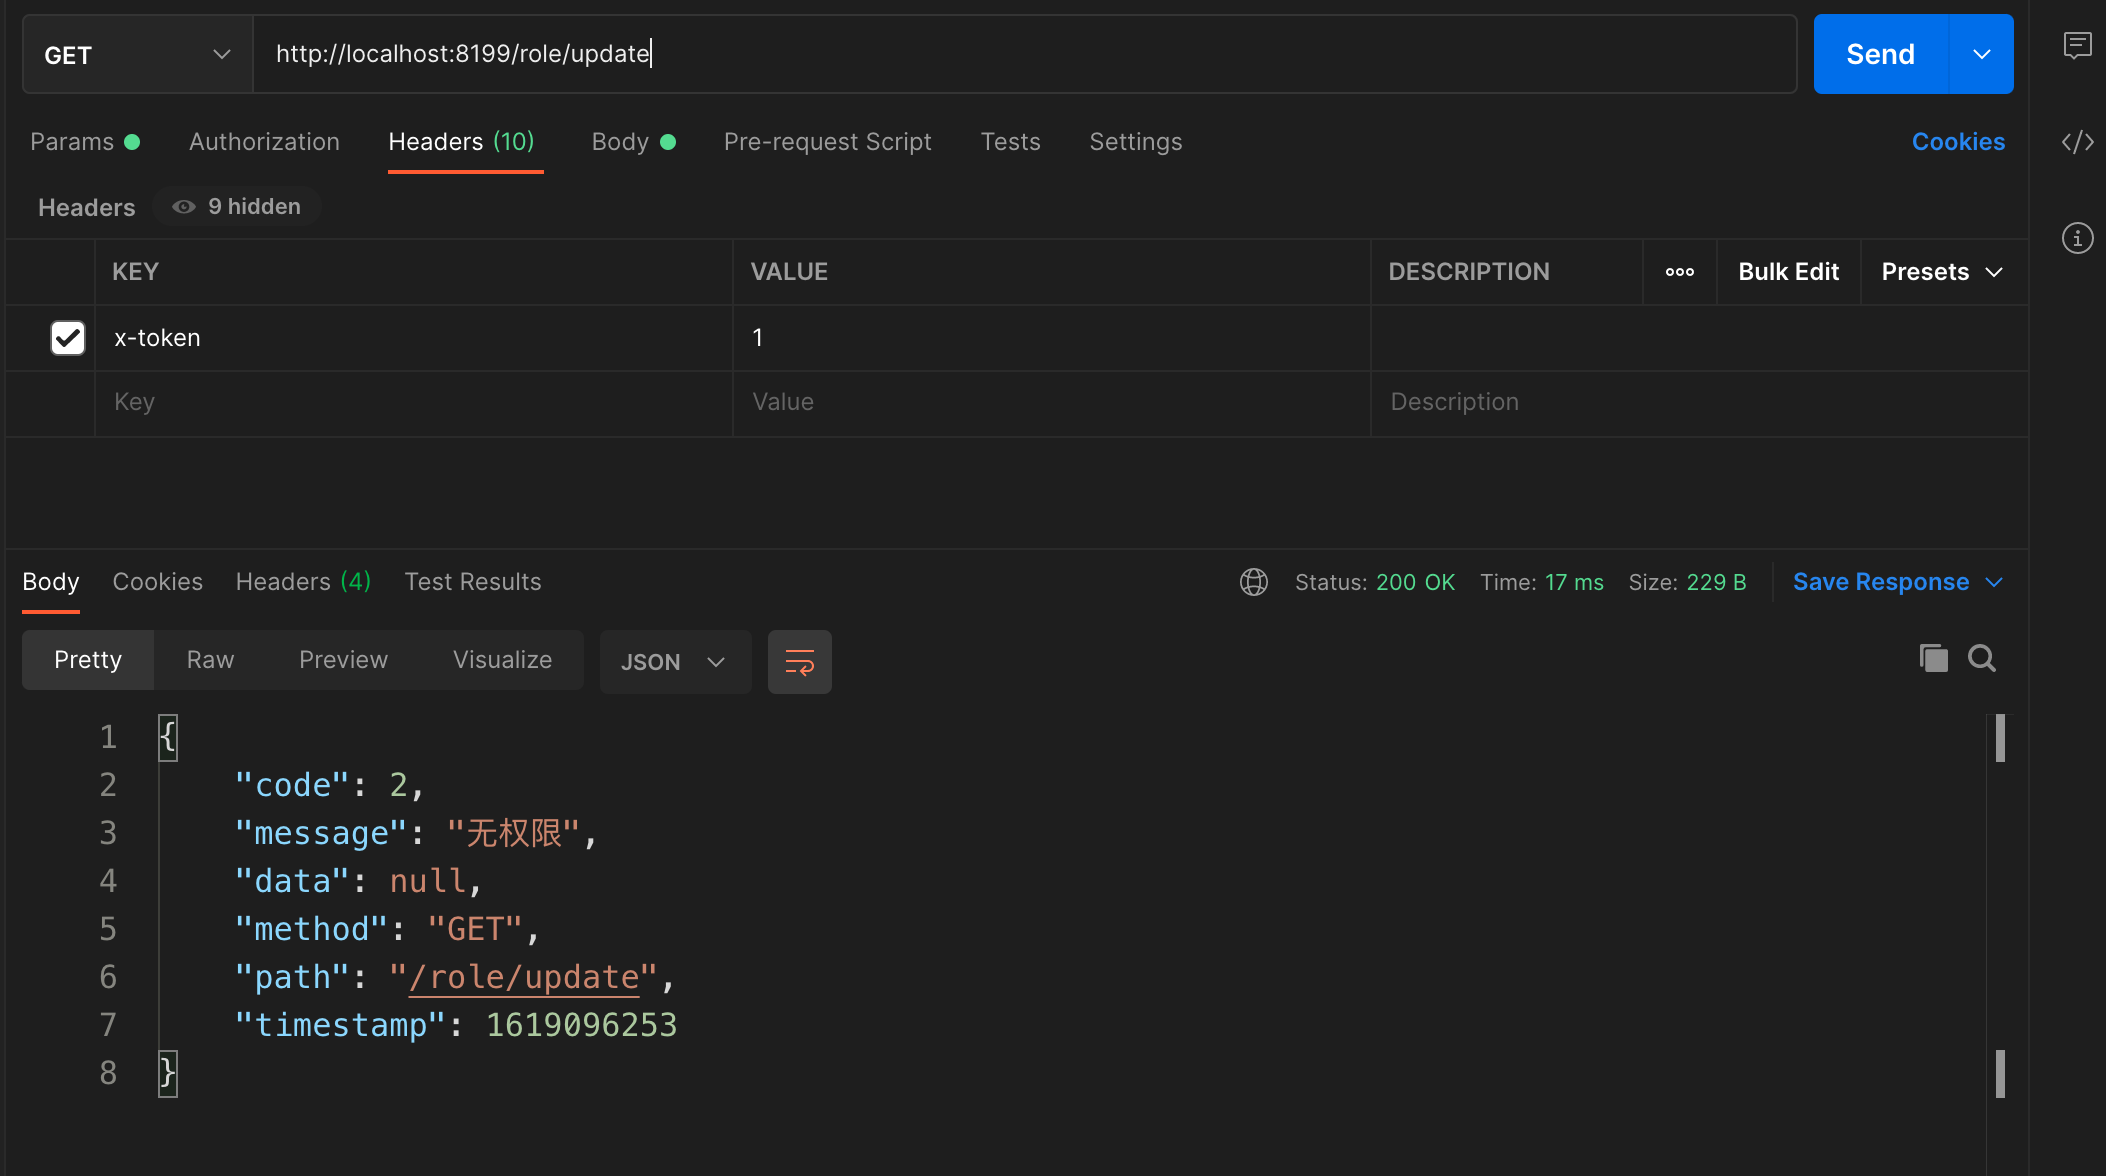 GET http://localhost:8199/role/update Send
Params Authorization Headers (10) Body Pre-request Script Tests Settings Cookies
Headers 9 hidden
KEY VALUE DESCRIPTION ooo Bulk Edit Presets
x-token 1
Key Value Description
Body Cookies Headers (4) Test Results Status: 200 OK Time: 17 ms Size: 229 B Save Response
Pretty Raw Preview Visualize JSON
1 {
2 "code": 2,
3 "message": "无权限",
4 "data": null,
5 "method": "GET",
6 "path": "/role/update",
7 "timestamp": 1619096253
8 }